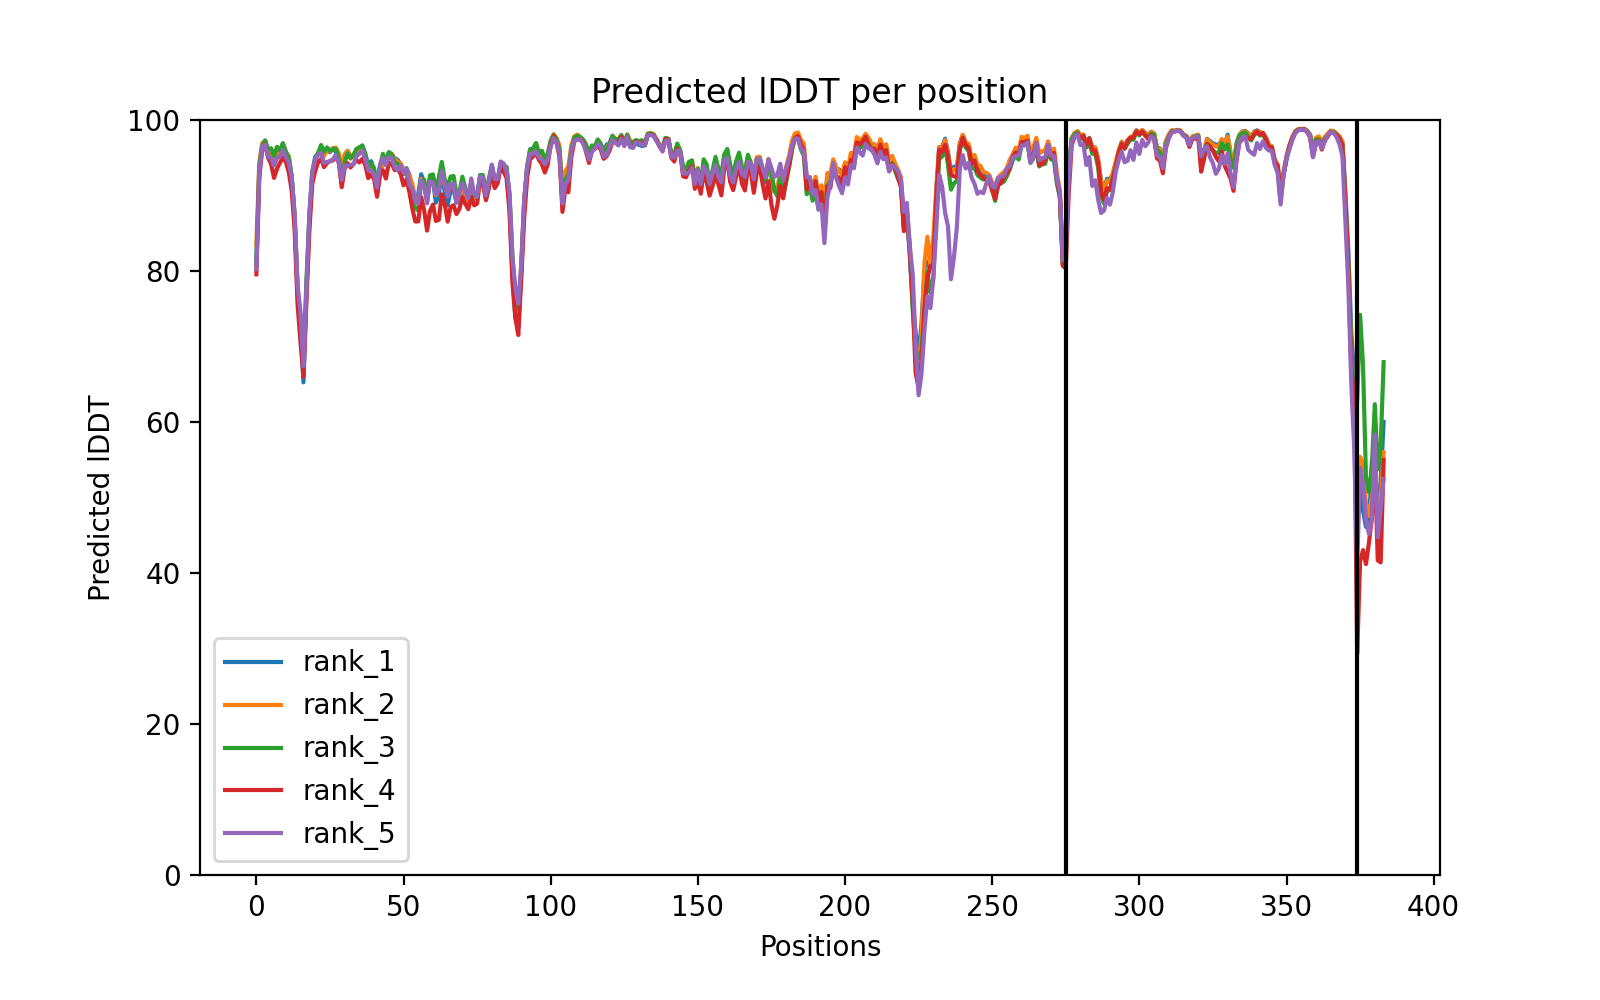 Predicted lDDT per position
100
80
60
40
20
0
Predicted lDDT
rank_1
rank_2
rank_3
rank_4
rank_5
0 50 100 150 200 250 300 350 400
Positions